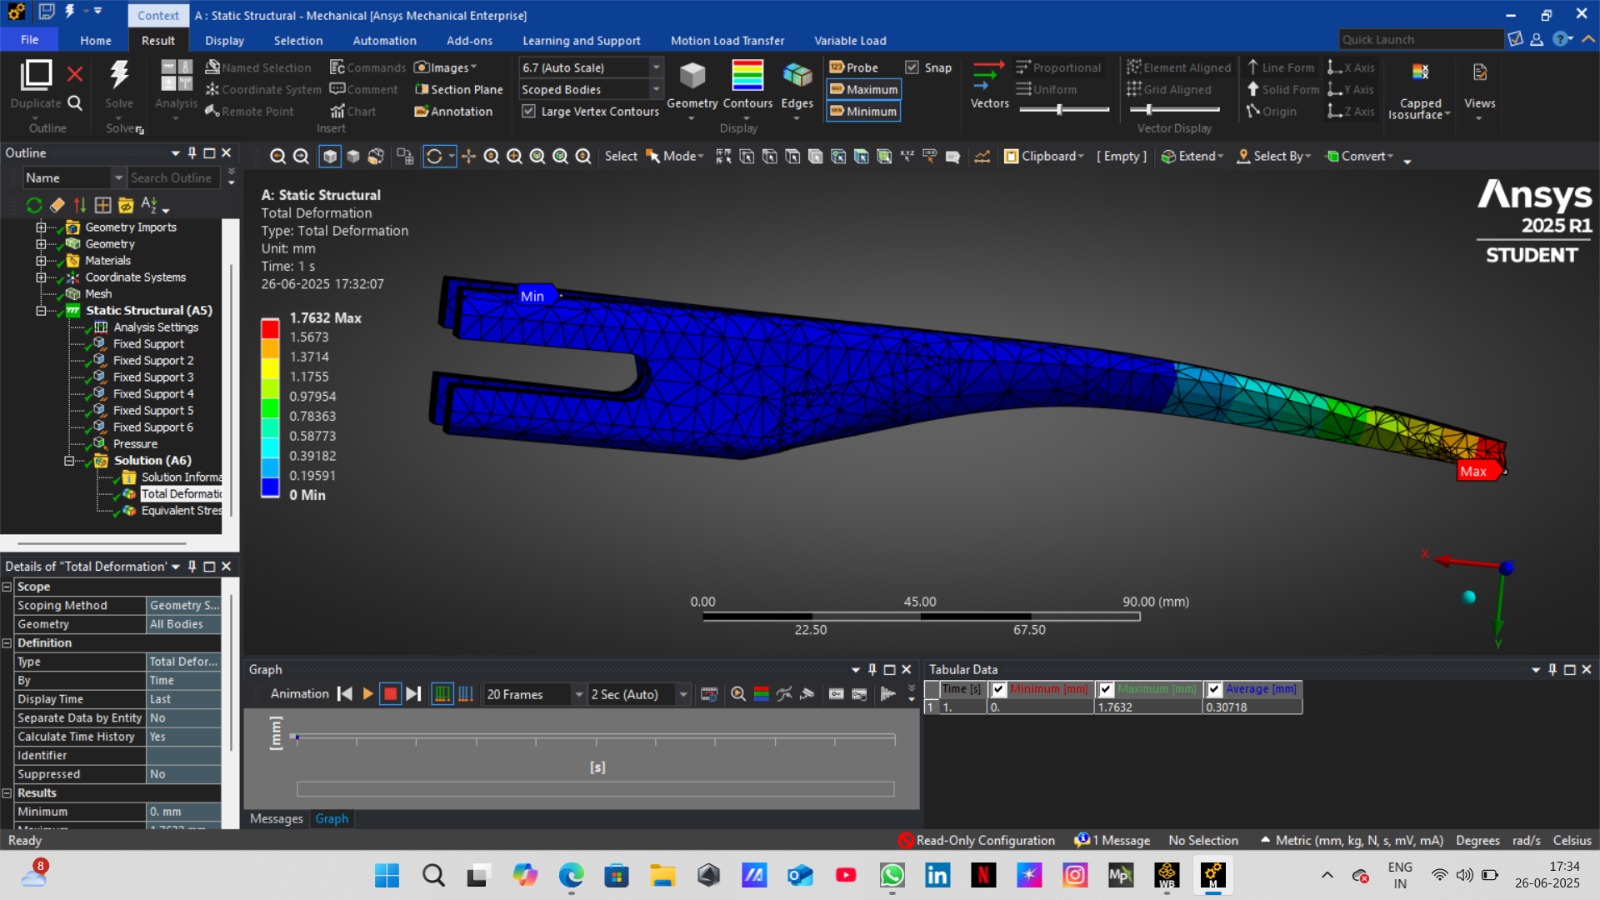 Context
A : Static Structural - Mechanical [Ansys Mechanical Enterprise]
File Home Result Display Selection Automation Add-ons Learning and Support Motion Load Transfer Variable Load
Quick Launch
Duplicate
Outline
Solve
Solver
Analysis
Named Selection
Coordinate System
Remote Point
Commands
Comment
Chart
Images
Section Plane
Annotation
Insert
6.7 (Auto Scale)
Scoped Bodies
Large Vertex Contours
Geometry
Contours
Edges
Display
Probe
Maximum
Minimum
Snap
Vectors
Proportional
Uniform
Element Aligned
Grid Aligned
Line Form
Solid Form
Origin
X Axis
Y Axis
Z Axis
Vector Display
Capped
Isosurface
Views
Outline
Name
Search Outline
Select Mode
Clipboard [ Empty ] Extend Select By Convert
Geometry Imports
Geometry
Materials
Coordinate Systems
Mesh
Static Structural (A5)
Analysis Settings
Fixed Support
Fixed Support 2
Fixed Support 3
Fixed Support 4
Fixed Support 5
Fixed Support 6
Pressure
Solution (A6)
Solution Informa
Total Deformatic
Equivalent Stres
A: Static Structural
Total Deformation
Type: Total Deformation
Unit: mm
Time: 1 s
26-06-2025 17:32:07
1.7632 Max
1.5673
1.3714
1.1755
0.97954
0.78363
0.58773
0.39182
0.19591
0 Min
Min
Max
Ansys
2025 R1
STUDENT
X
Y
0.00 45.00 90.00 (mm)
22.50 67.50
Details of "Total Deformation"
Scope
Scoping Method Geometry S...
Geometry All Bodies
Definition
Type Total Defor...
By Time
Display Time Last
Separate Data by Entity No
Calculate Time History Yes
Identifier
Suppressed No
Results
Minimum 0. mm
Graph
Animation 20 Frames 2 Sec (Auto)
[mm]
[s]
Messages Graph
Tabular Data
Time [s] Minimum [mm] Maximum [mm] Average [mm]
1 1. 0. 1.7632 0.30718
Ready
Read-Only Configuration 1 Message No Selection Metric (mm, kg, N, s, mV, mA) Degrees rad/s Celsius
8
ENG
IN
17:34
26-06-2025